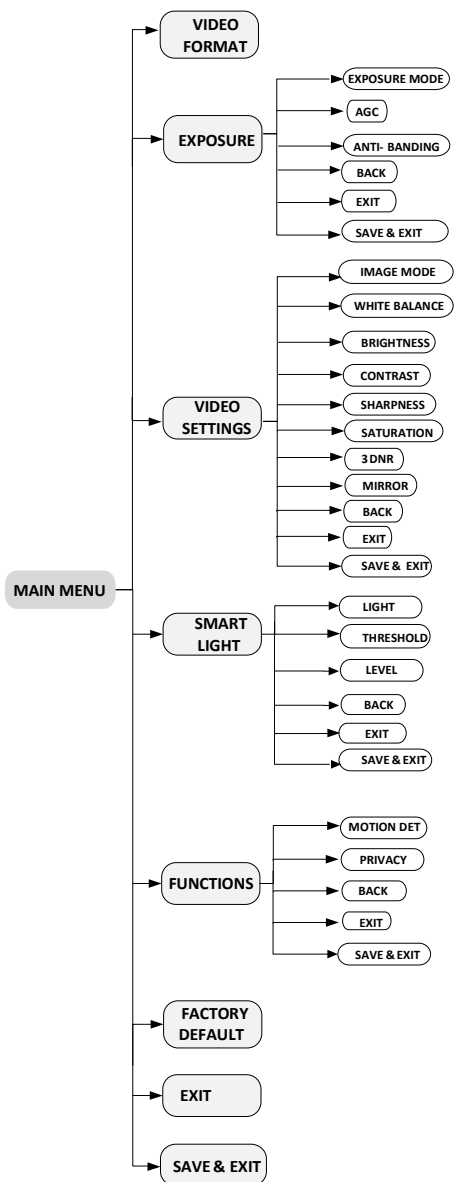 VIDEO
FORMAT
EXPOSURE
EXPOSURE MODE
AGC
ANTI- BANDING
BACK
EXIT
SAVE & EXIT
VIDEO
SETTINGS
IMAGE MODE
WHITE BALANCE
BRIGHTNESS
CONTRAST
SHARPNESS
SATURATION
3DNR
MIRROR
BACK
EXIT
SAVE & EXIT
MAIN MENU
SMART
LIGHT
LIGHT
THRESHOLD
LEVEL
BACK
EXIT
SAVE & EXIT
FUNCTIONS
MOTION DET
PRIVACY
BACK
EXIT
SAVE & EXIT
FACTORY
DEFAULT
EXIT
SAVE & EXIT